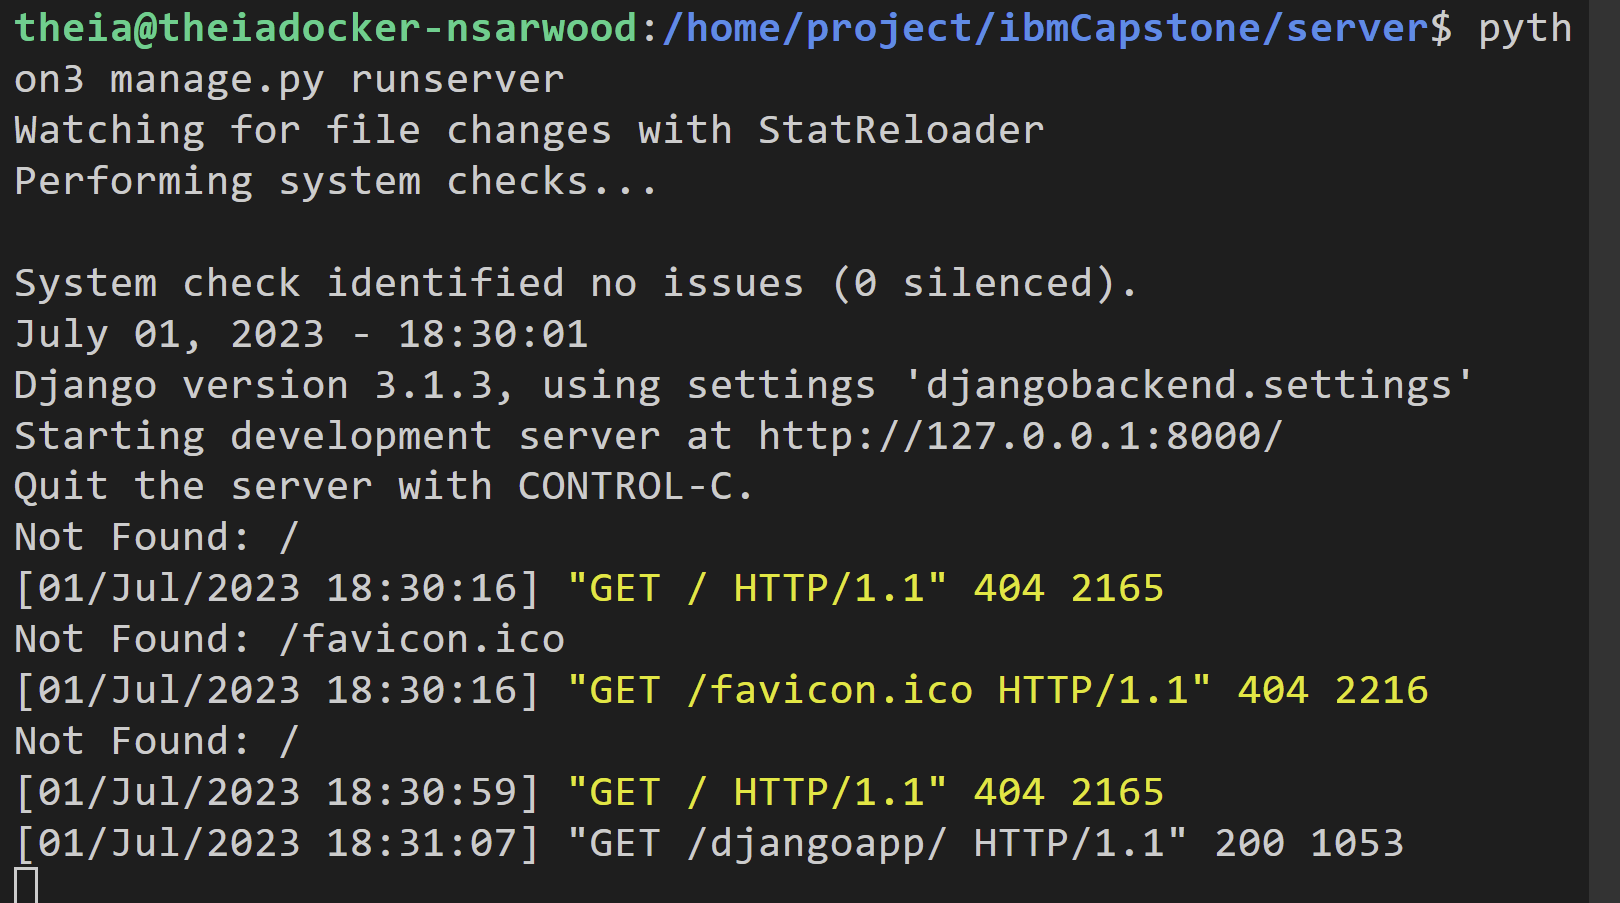 theia@theiadocker-nsarwood:/home/project/ibmCapstone/server$ pyth
on3 manage.py runserver
Watching for file changes with StatReloader
Performing system checks...
System check identified no issues (0 silenced).
July 01, 2023 - 18:30:01
Django version 3.1.3, using settings 'djangobackend.settings'
Starting development server at http://127.0.0.1:8000/
Quit the server with CONTROL-C.
Not Found: /
[01/Jul/2023 18:30:16] "GET / HTTP/1.1" 404 2165
Not Found: /favicon.ico
[01/Jul/2023 18:30:16] "GET /favicon.ico HTTP/1.1" 404 2216
Not Found: /
[01/Jul/2023 18:30:59] "GET / HTTP/1.1" 404 2165
[01/Jul/2023 18:31:07] "GET /djangoapp/ HTTP/1.1" 200 1053